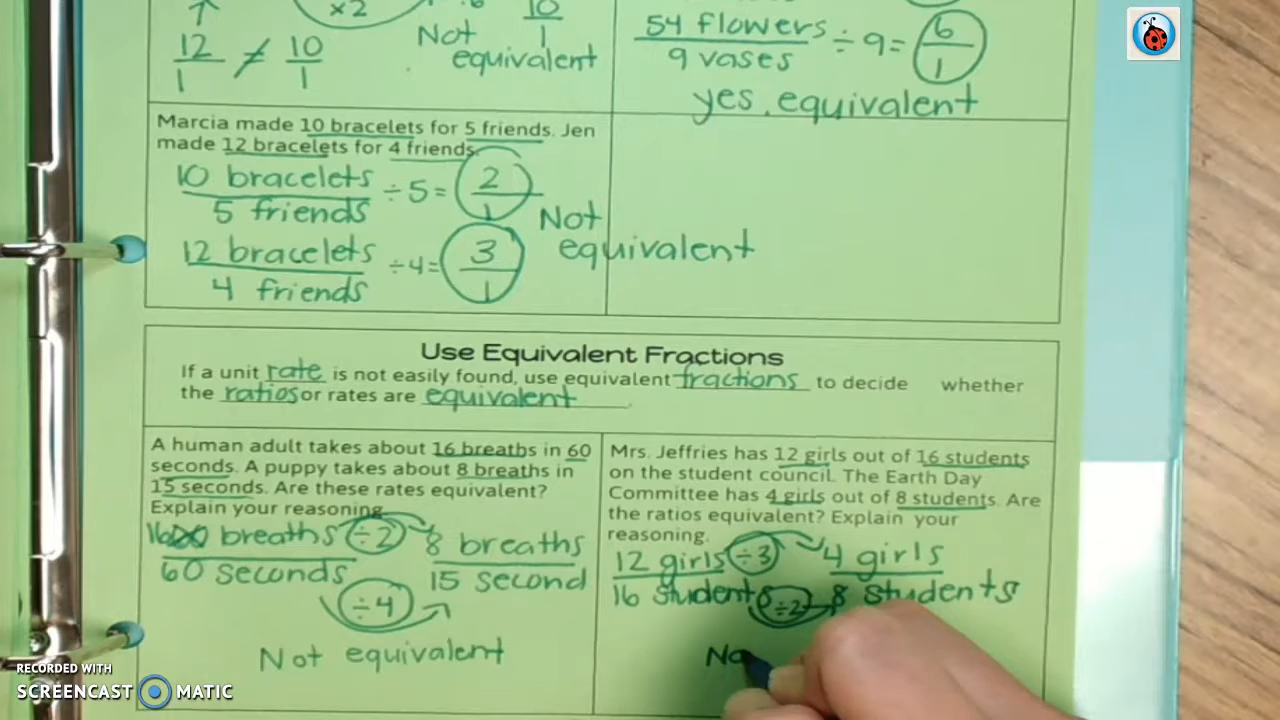 ×2
12/1 ≠ 10/1
10/1
Not
equivalent
54 flowers/9 vases ÷ 9 = 6/1
yes, equivalent
Marcia made 10 bracelets for 5 friends. Jen
made 12 bracelets for 4 friends.
10 bracelets/5 friends ÷ 5 = 2/1
12 bracelets/4 friends ÷ 4 = 3/1
Not
equivalent
Use Equivalent Fractions
If a unit rate is not easily found, use equivalent fractions to decide whether
the ratios or rates are equivalent.
A human adult takes about 16 breaths in 60
seconds. A puppy takes about 8 breaths in
15 seconds. Are these rates equivalent?
Explain your reasoning.
16 breaths ÷2 8 breaths
60 seconds 15 second
÷4
Not equivalent
Mrs. Jeffries has 12 girls out of 16 students
on the student council. The Earth Day
Committee has 4 girls out of 8 students. Are
the ratios equivalent? Explain your
reasoning.
12 girls ÷3 4 girls
16 students ÷2 8 students
No
RECORDED WITH
SCREENCAST MATIC